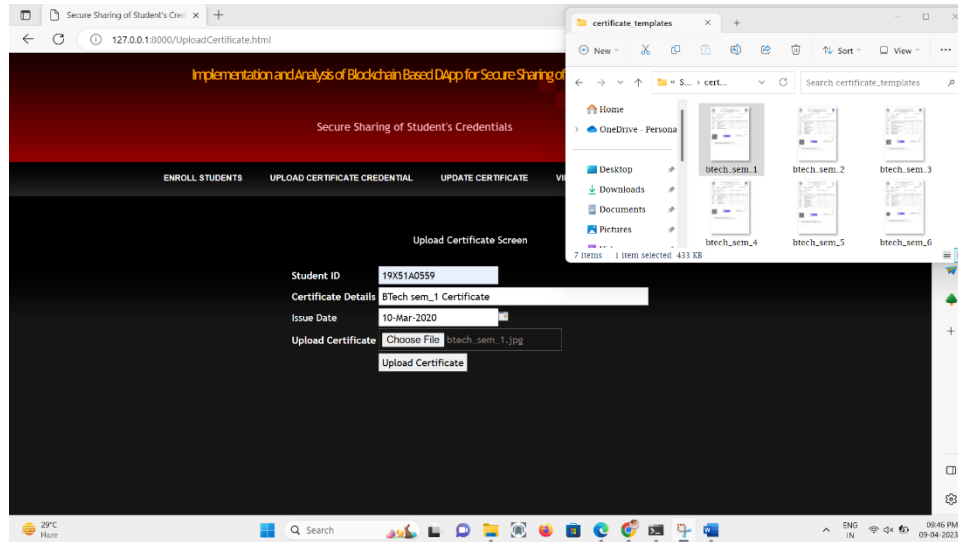 Secure Sharing of Student's Cred
127.0.0.1:8000/UploadCertificate.html
Implementation and Analysis of Blockchain Based DApp for Secure Sharing of
Secure Sharing of Student's Credentials
ENROLL STUDENTS UPLOAD CERTIFICATE CREDENTIAL UPDATE CERTIFICATE VI
Upload Certificate Screen
Student ID 19X51A0559
Certificate Details BTech sem_1 Certificate
Issue Date 10-Mar-2020
Upload Certificate Choose File btech_sem_1.jpg
Upload Certificate
certificate_templates
New Sort View
« S... › cert... Search certificate_templates
Home
OneDrive - Persona
Desktop
Downloads
Documents
Pictures
btech_sem_1 btech_sem_2 btech_sem_3
btech_sem_4 btech_sem_5 btech_sem_6
7 items 1 item selected 433 KB
29°C
Haze
Search
ENG
IN
09:46 PM
09-04-2023